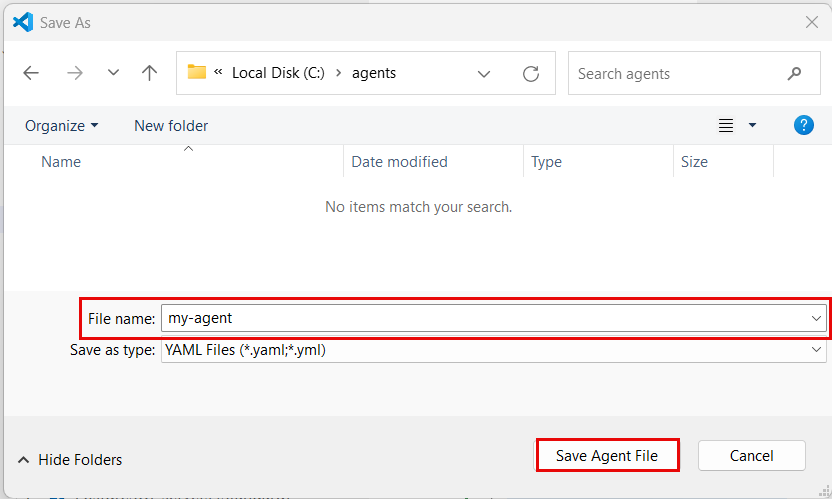 Save As
« Local Disk (C:) › agents
Search agents
Organize
New folder
Name
Date modified
Type
Size
No items match your search.
File name: my-agent
Save as type: YAML Files (*.yaml;*.yml)
Hide Folders
Save Agent File
Cancel